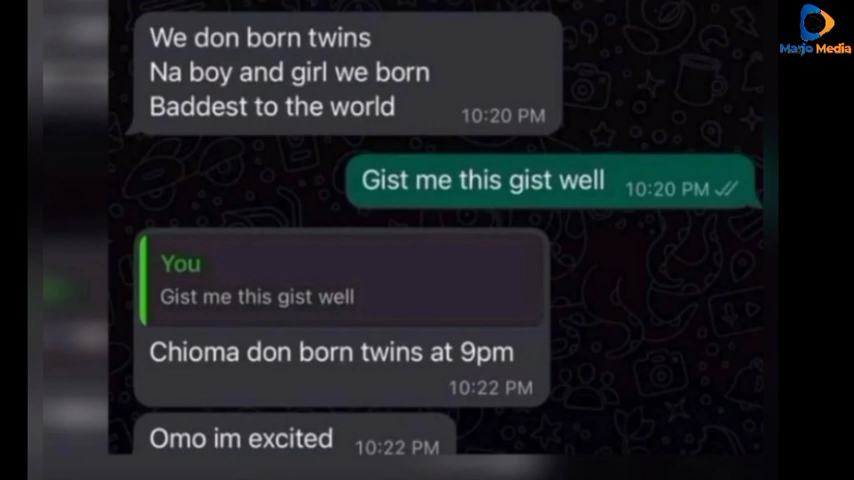 Marjo Media
We don born twins
Na boy and girl we born
Baddest to the world
10:20 PM
Gist me this gist well
10:20 PM
You
Gist me this gist well
Chioma don born twins at 9pm
10:22 PM
Omo im excited
10:22 PM